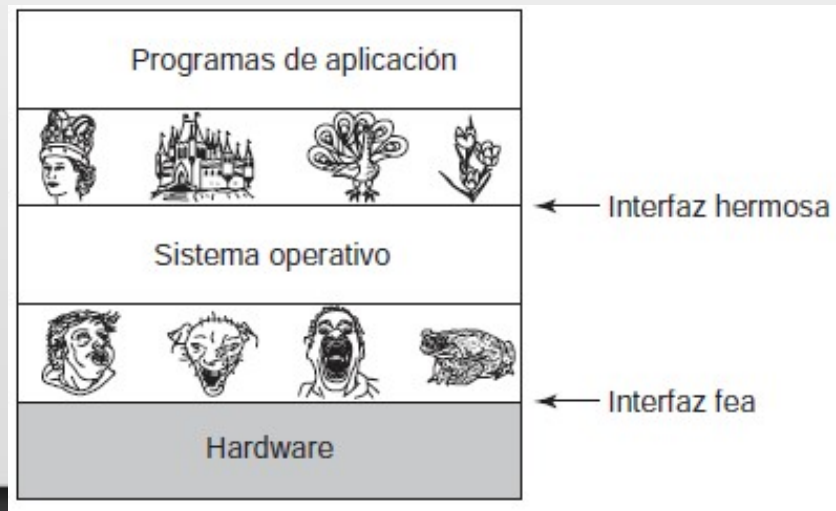 Programas de aplicación
Interfaz hermosa
Sistema operativo
Interfaz fea
Hardware